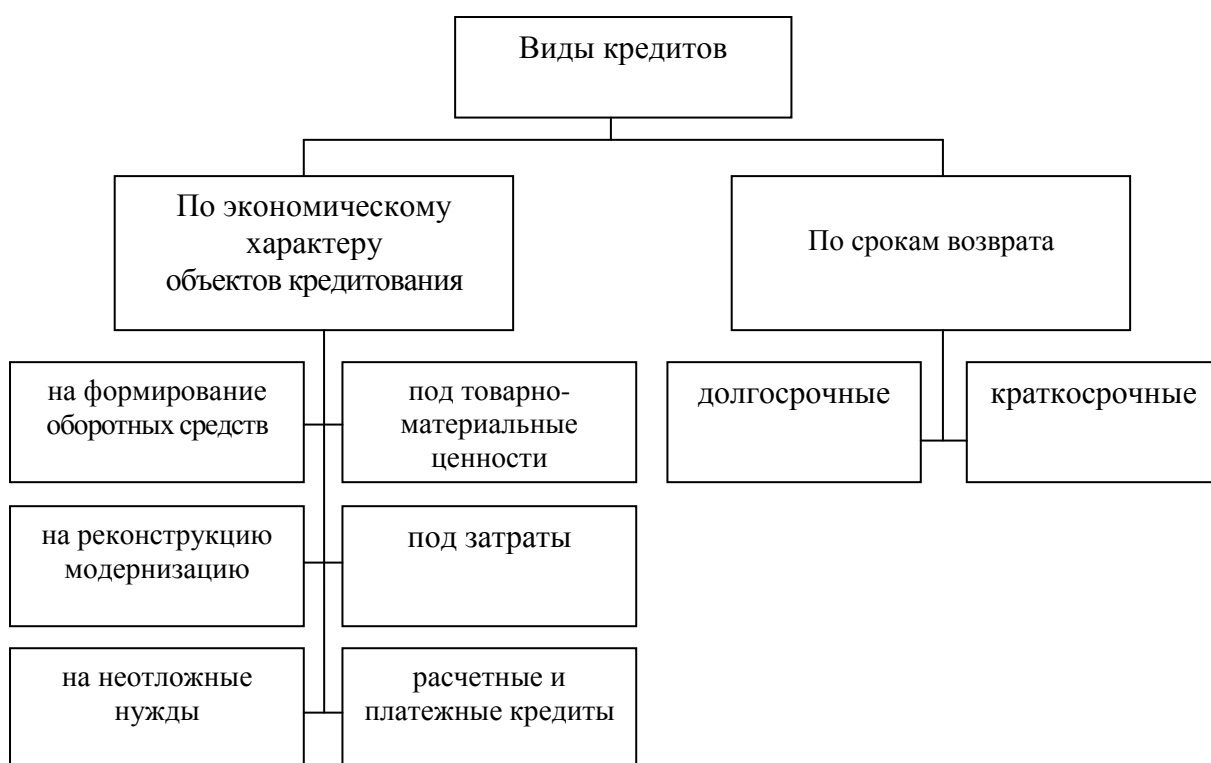 Виды кредитов
По экономическому
характеру
объектов кредитования
По срокам возврата
на формирование
оборотных средств
под товарно-
материальные
ценности
долгосрочные
краткосрочные
на реконструкцию
модернизацию
под затраты
на неотложные
нужды
расчетные и
платежные кредиты